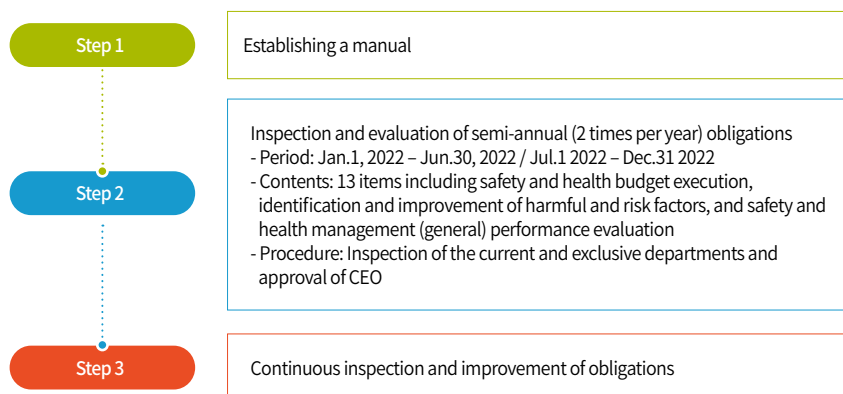 Step 1
Establishing a manual
Step 2
Inspection and evaluation of semi-annual (2 times per year) obligations
- Period: Jan.1, 2022 – Jun.30, 2022 / Jul.1 2022 – Dec.31 2022
- Contents: 13 items including safety and health budget execution,
identification and improvement of harmful and risk factors, and safety and
health management (general) performance evaluation
- Procedure: Inspection of the current and exclusive departments and
approval of CEO
Step 3
Continuous inspection and improvement of obligations